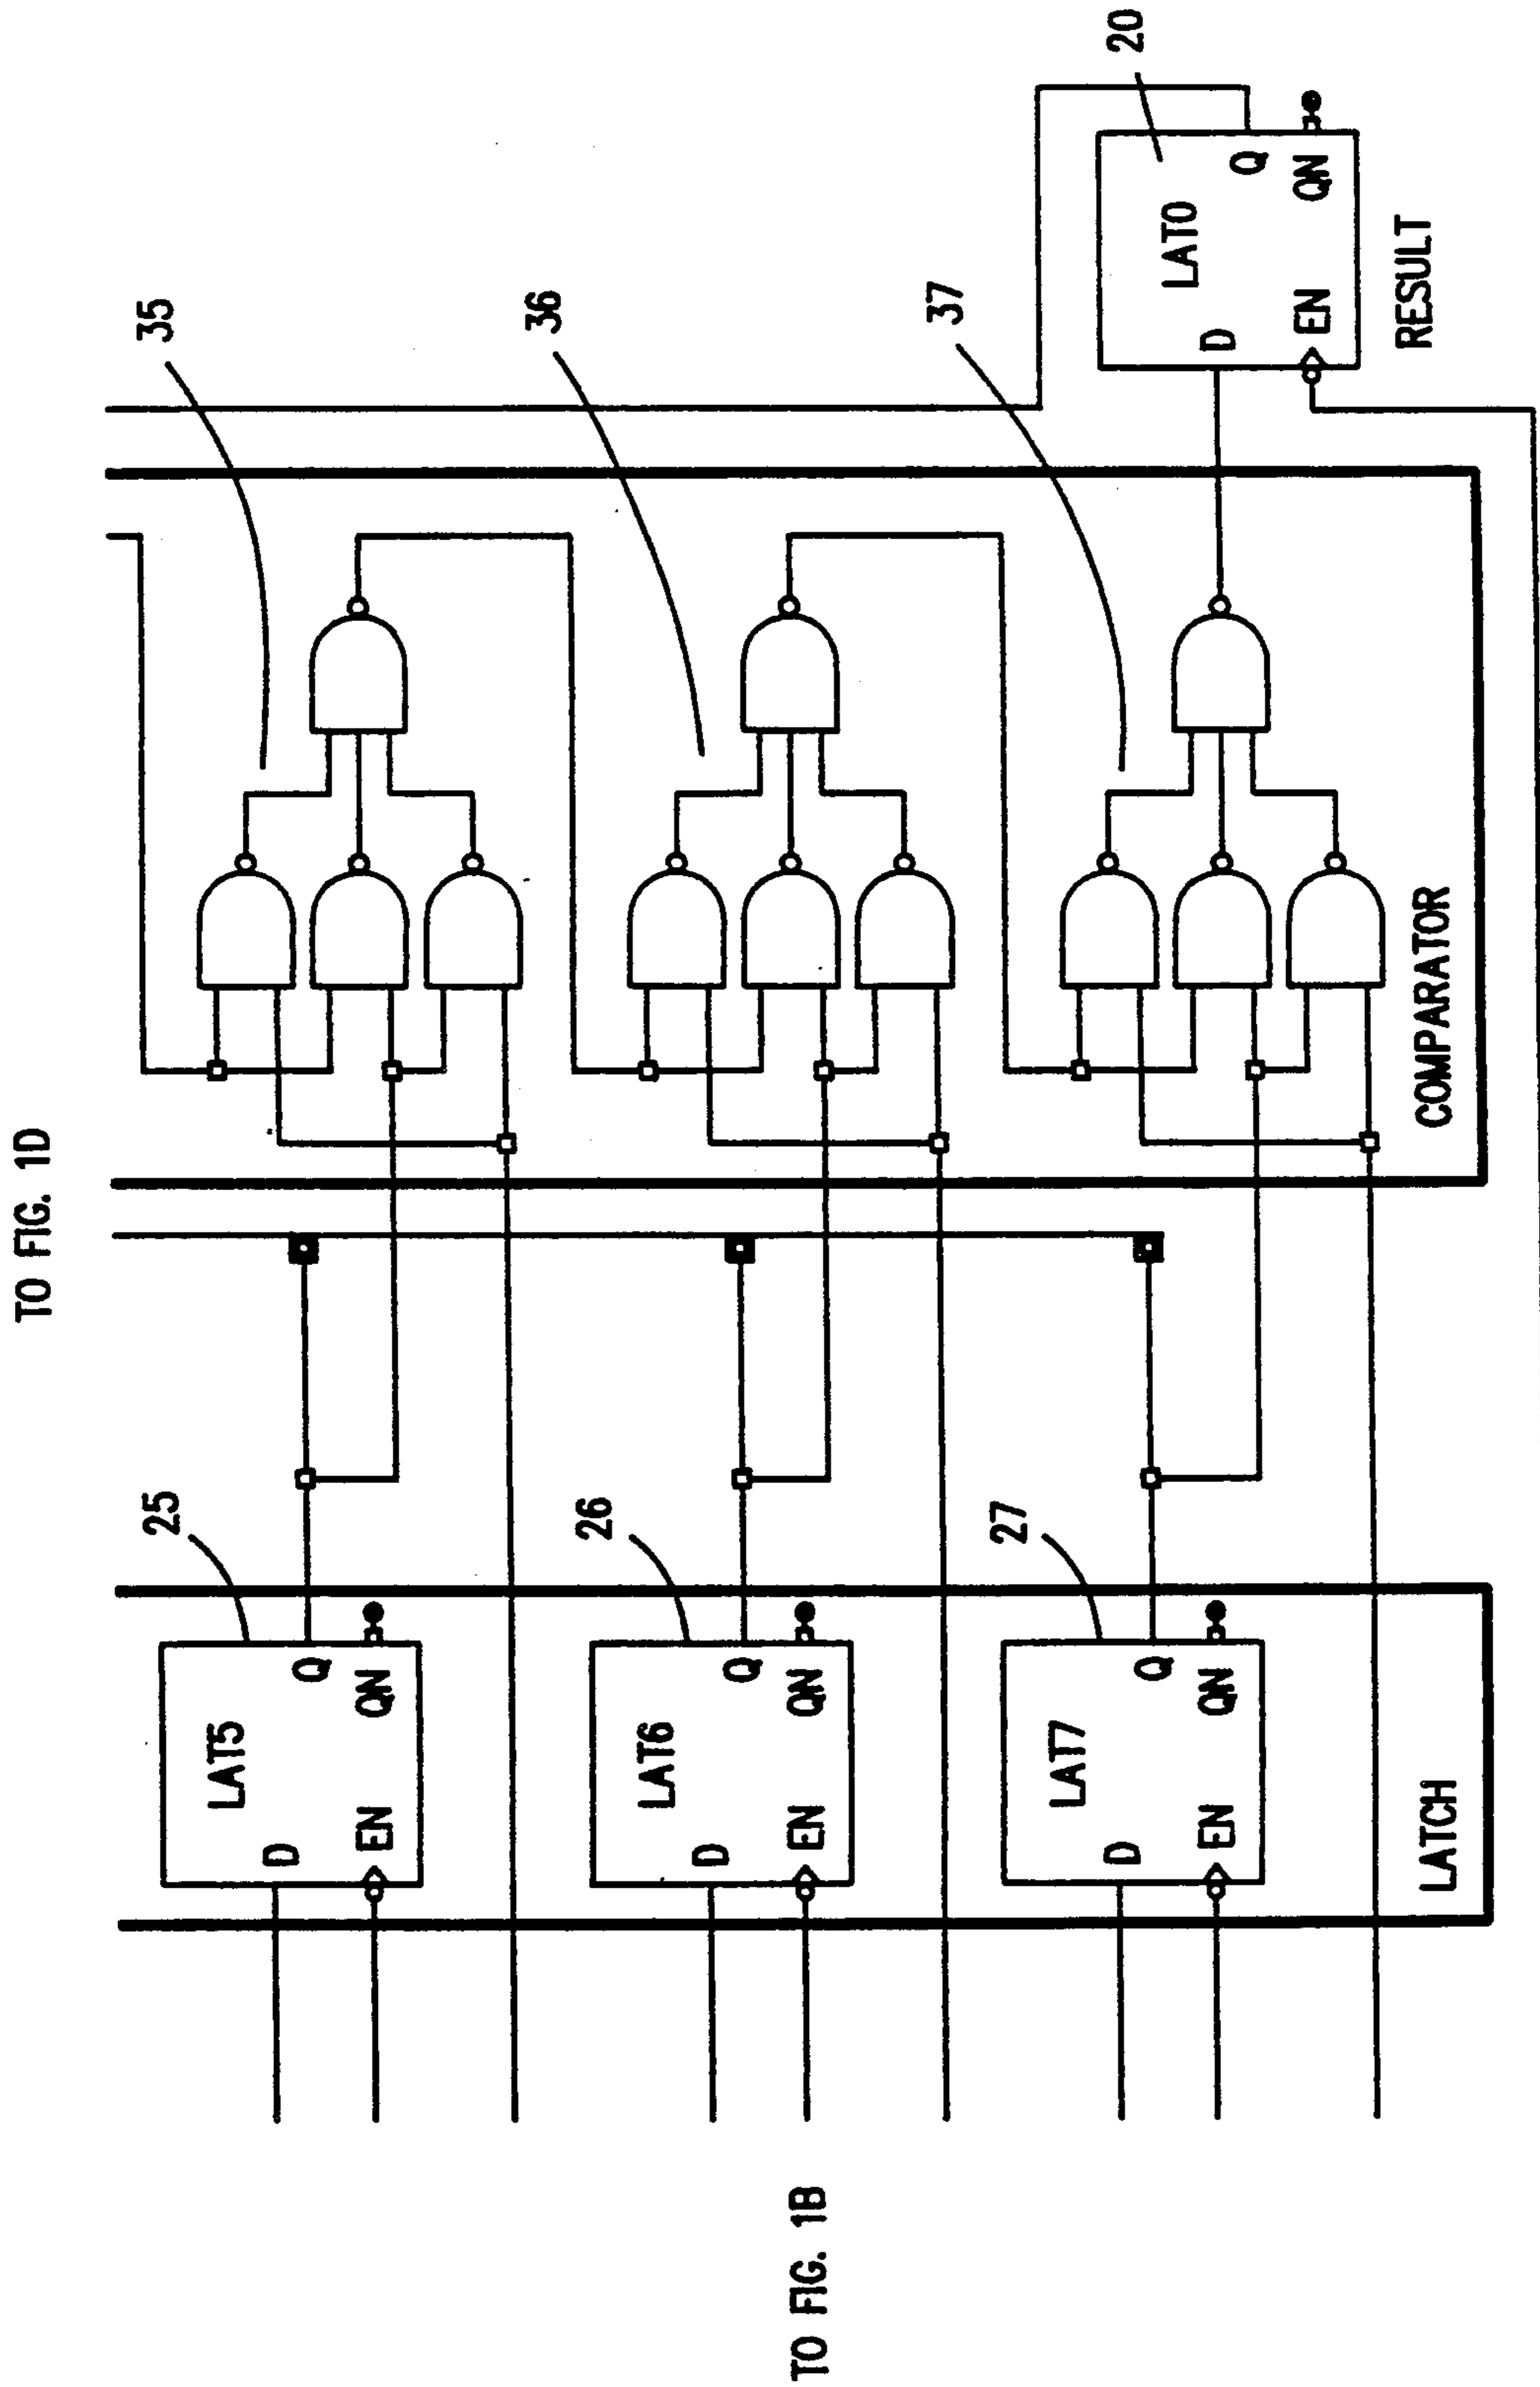 TO FIG. 1D
35
36
37
20
LAT0
D
Q
EN
QN
RESULT
COMPARATOR
25
LAT5
D
Q
EN
QN
26
LAT6
D
Q
EN
QN
27
LAT7
D
Q
EN
QN
LATCH
TO FIG. 1B